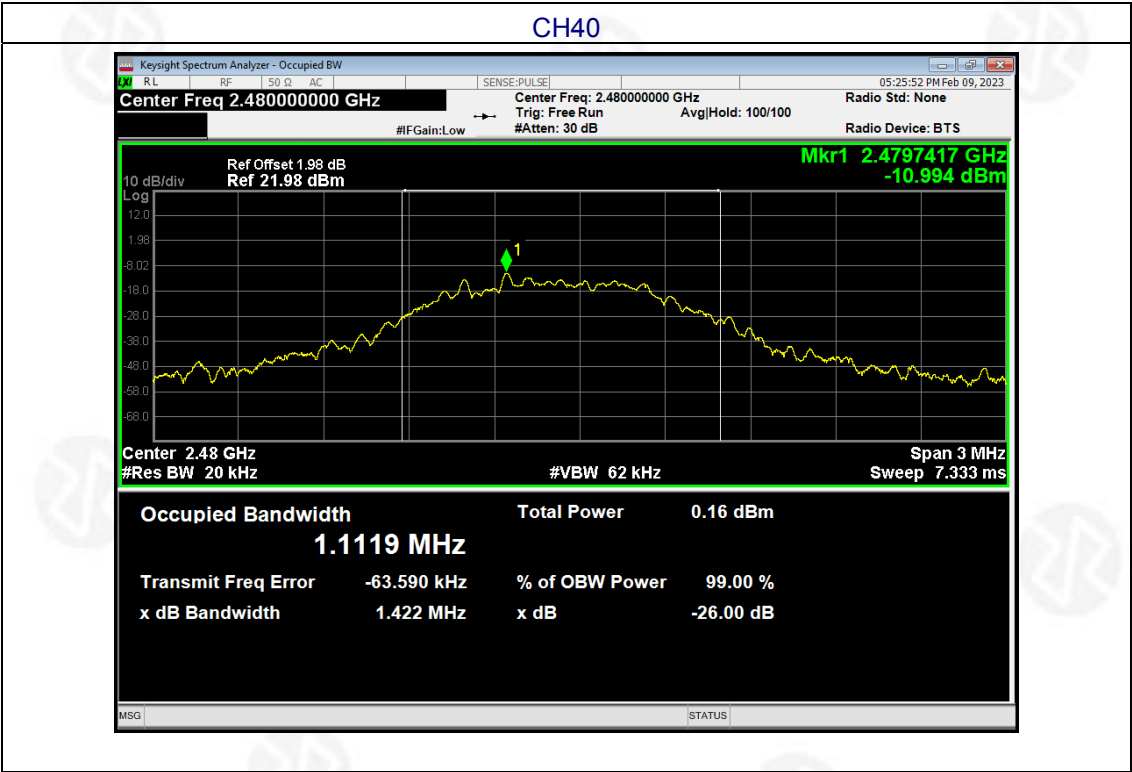 CH40
Keysight Spectrum Analyzer - Occupied BW
LXI RL RF 50 Ω AC SENSE:PULSE 05:25:52 PM Feb 09, 2023
Center Freq 2.480000000 GHz
Center Freq: 2.480000000 GHz Radio Std: None
Trig: Free Run Avg|Hold: 100/100
#IFGain:Low #Atten: 30 dB Radio Device: BTS
Mkr1 2.4797417 GHz
-10.994 dBm
Ref Offset 1.98 dB
10 dB/div Ref 21.98 dBm
Log
12.0
1.98
-8.02
-18.0
-28.0
-38.0
-48.0
-58.0
-68.0
1
Center 2.48 GHz Span 3 MHz
#Res BW 20 kHz #VBW 62 kHz Sweep 7.333 ms
Occupied Bandwidth Total Power 0.16 dBm
1.1119 MHz
Transmit Freq Error -63.590 kHz % of OBW Power 99.00 %
x dB Bandwidth 1.422 MHz x dB -26.00 dB
MSG STATUS